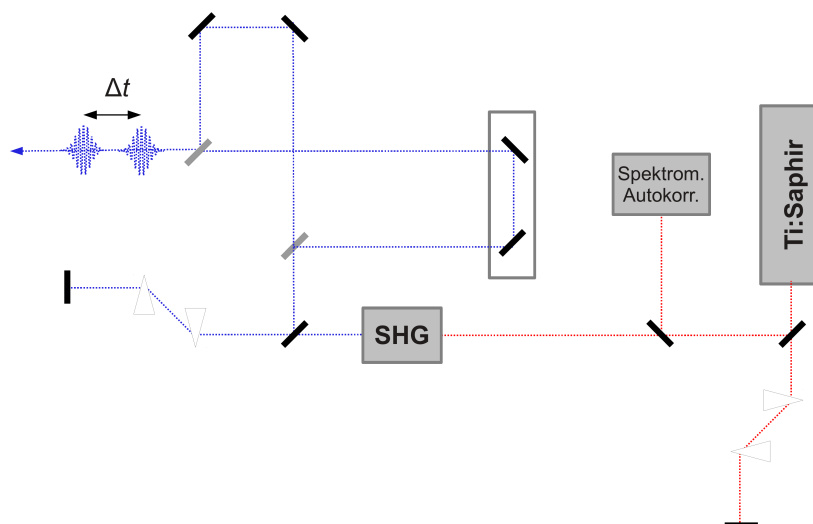 Δt
Spektrom.
Autokorr.
Ti:Saphir
SHG